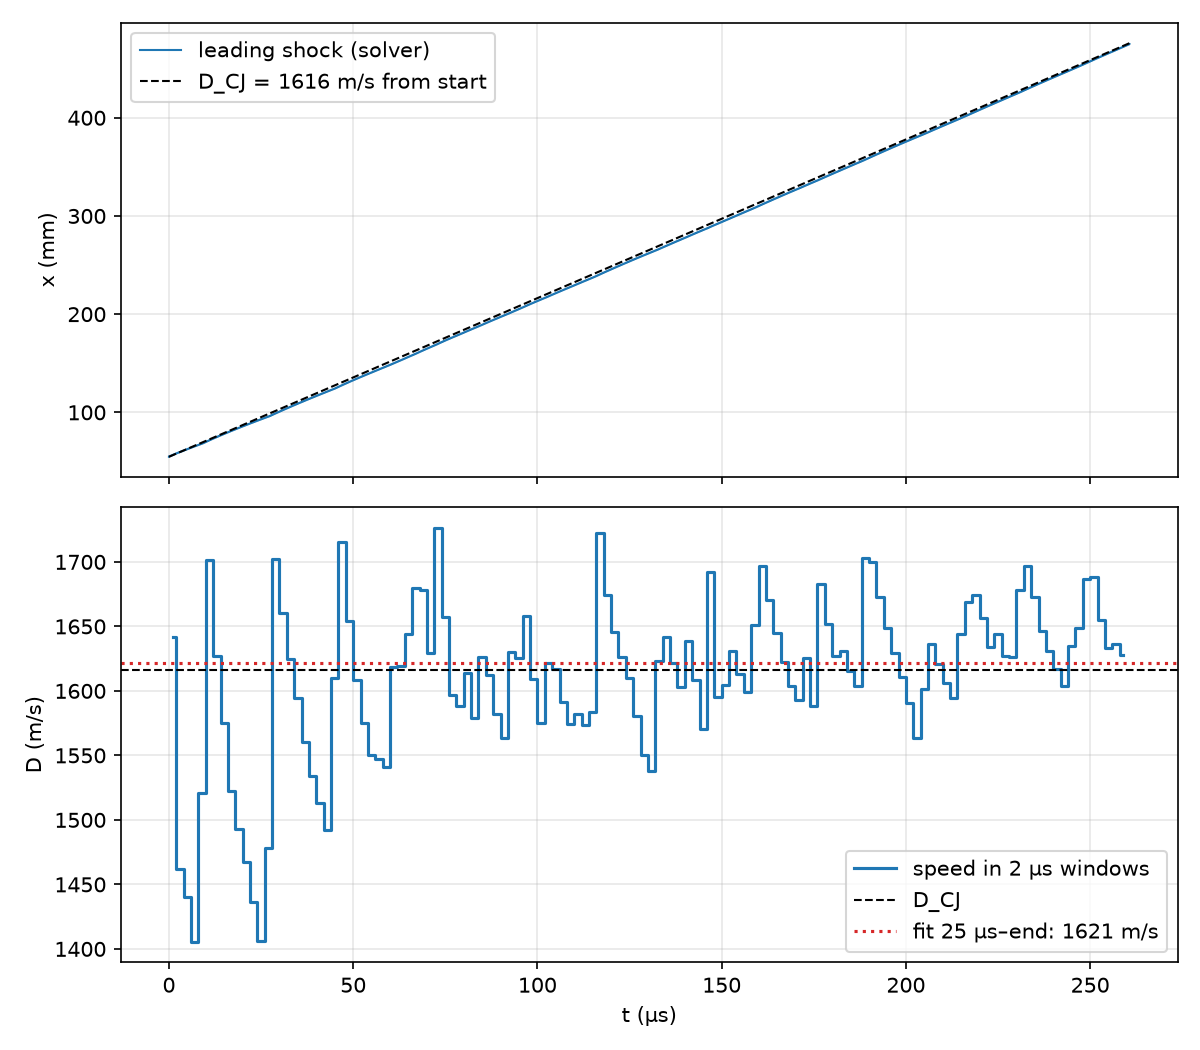 leading shock (solver)
D_CJ = 1616 m/s from start
400
300
200
100
x (mm)
1700
1650
1600
1550
1500
1450
1400
D (m/s)
speed in 2 µs windows
D_CJ
fit 25 µs–end: 1621 m/s
0 50 100 150 200 250
t (µs)